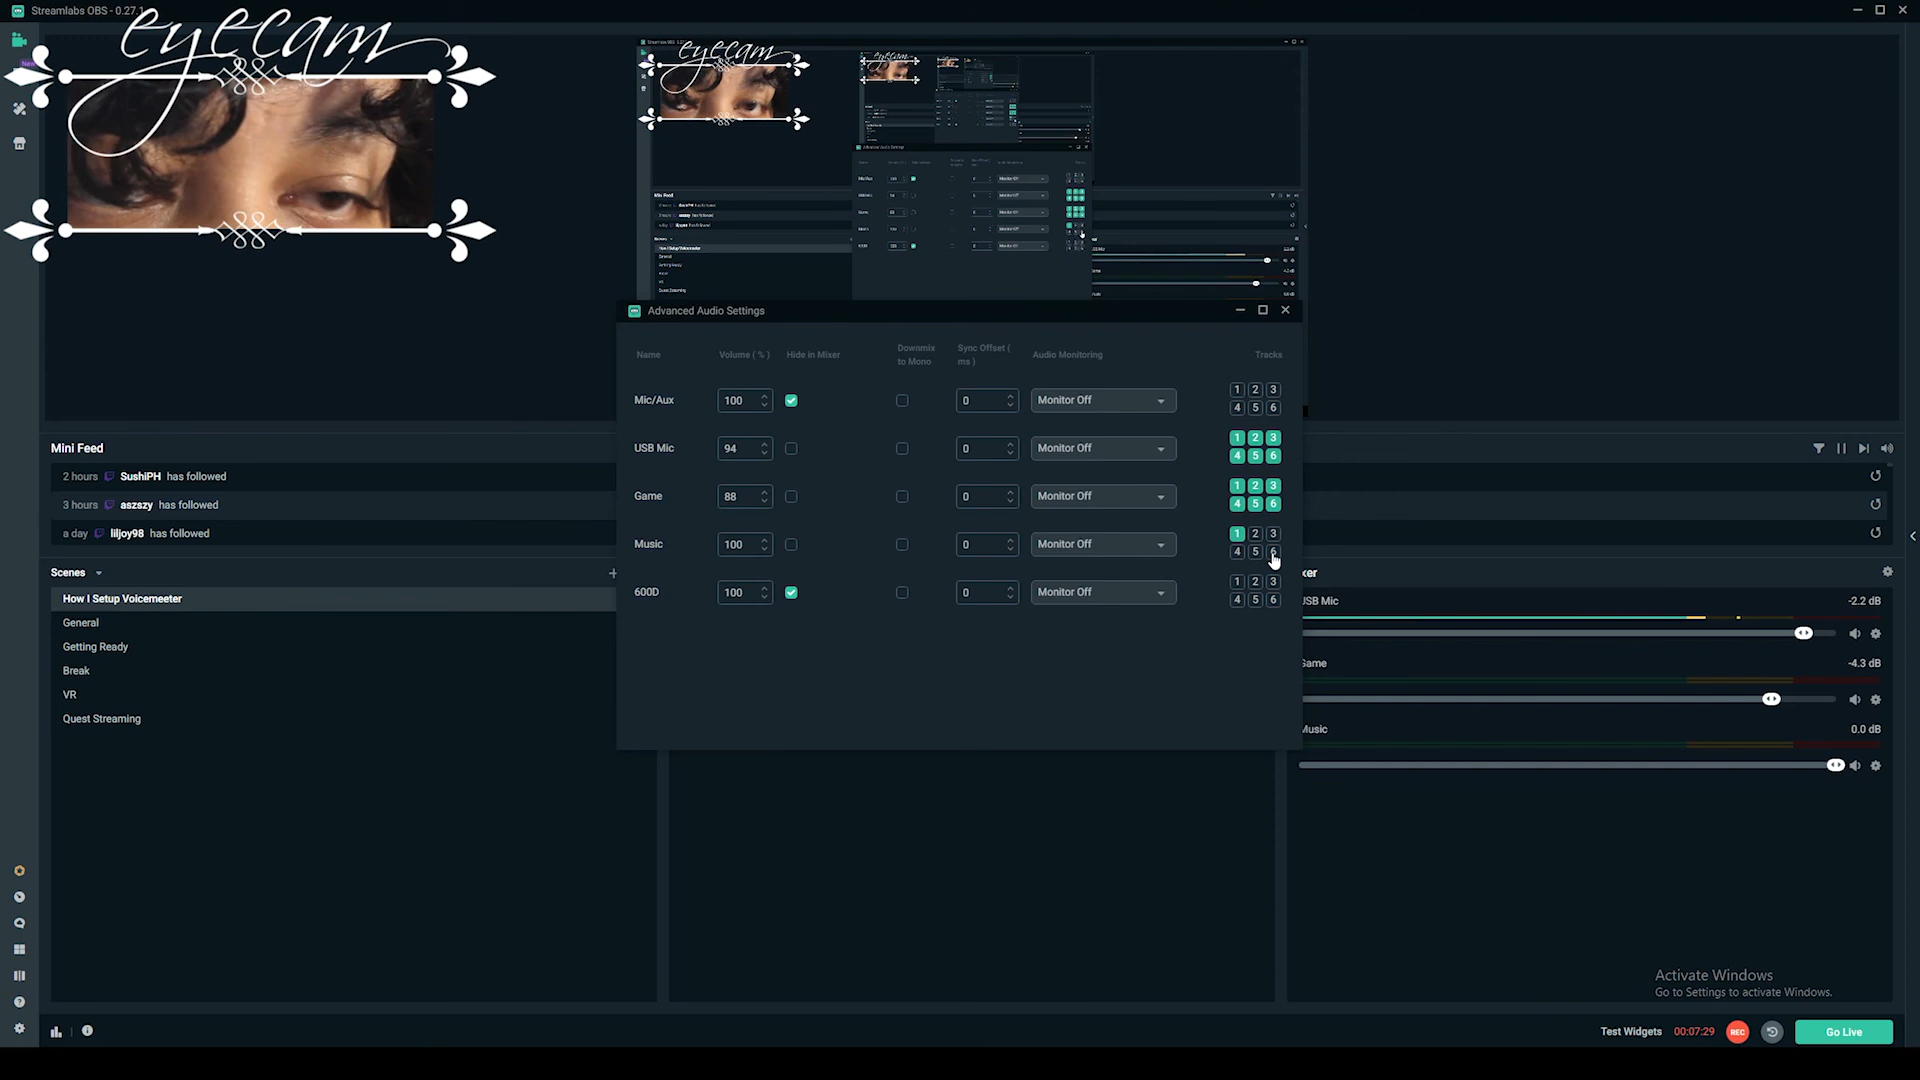 Streamlabs OBS - 0.27.1
eyecam
New
eyecam
Mini Feed
2 hours SushiPH has followed
3 hours aszszy has followed
a day liljoy98 has followed
Scenes
How I Setup Voicemeeter
General
Getting Ready
Break
VR
Quest Streaming
Advanced Audio Settings
Name Volume ( % ) Hide in Mixer Downmix to Mono Sync Offset ( ms ) Audio Monitoring Tracks
Mic/Aux 100 0 Monitor Off 1 2 3
4 5 6
USB Mic 94 0 Monitor Off 1 2 3
4 5 6
Game 88 0 Monitor Off 1 2 3
4 5 6
Music 100 0 Monitor Off 1 2 3
4 5 6
600D 100 0 Monitor Off 1 2 3
4 5 6
xer
USB Mic -2.2 dB
Game -4.3 dB
Music 0.0 dB
Activate Windows
Go to Settings to activate Windows.
Test Widgets 00:07:29 REC Go Live